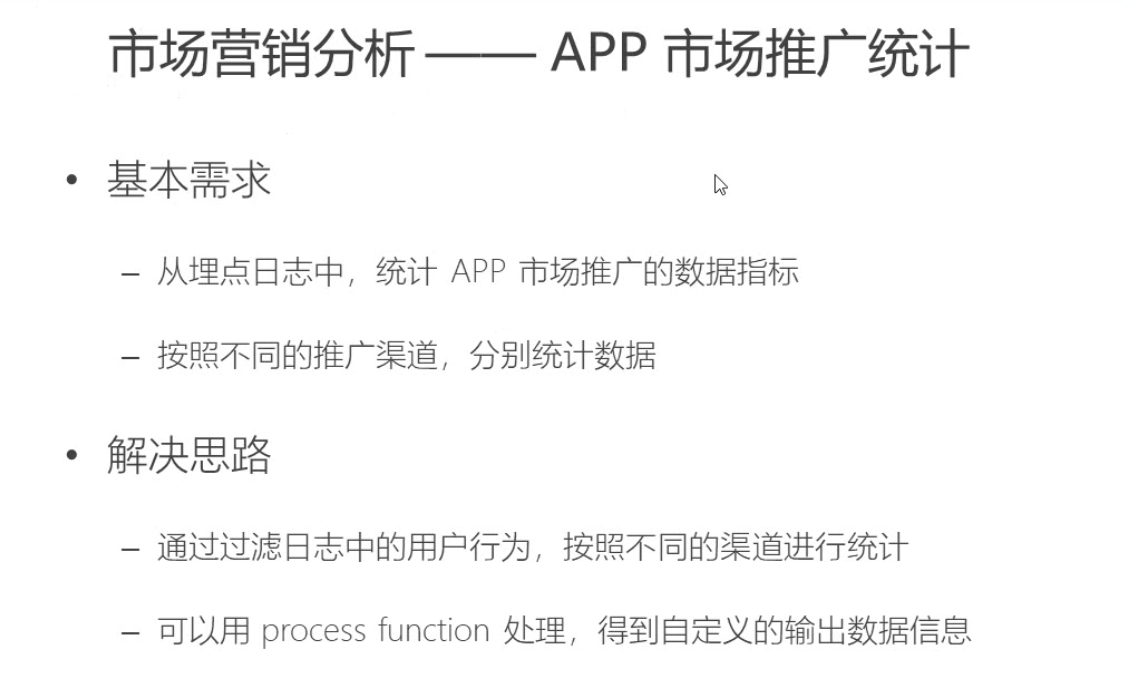 市场营销分析 —— APP 市场推广统计
• 基本需求
– 从埋点日志中，统计 APP 市场推广的数据指标
– 按照不同的推广渠道，分别统计数据
• 解决思路
– 通过过滤日志中的用户行为，按照不同的渠道进行统计
– 可以用 process function 处理，得到自定义的输出数据信息